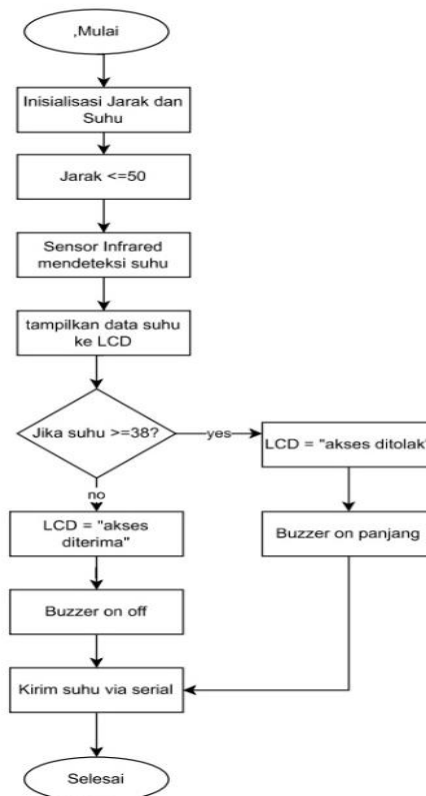 ,Mulai
Inisialisasi Jarak dan
Suhu
Jarak <=50
Sensor Infrared
mendeteksi suhu
tampilkan data suhu
ke LCD
Jika suhu >=38?
yes
LCD = "akses ditolak"
Buzzer on panjang
no
LCD = "akses
diterima"
Buzzer on off
Kirim suhu via serial
Selesai